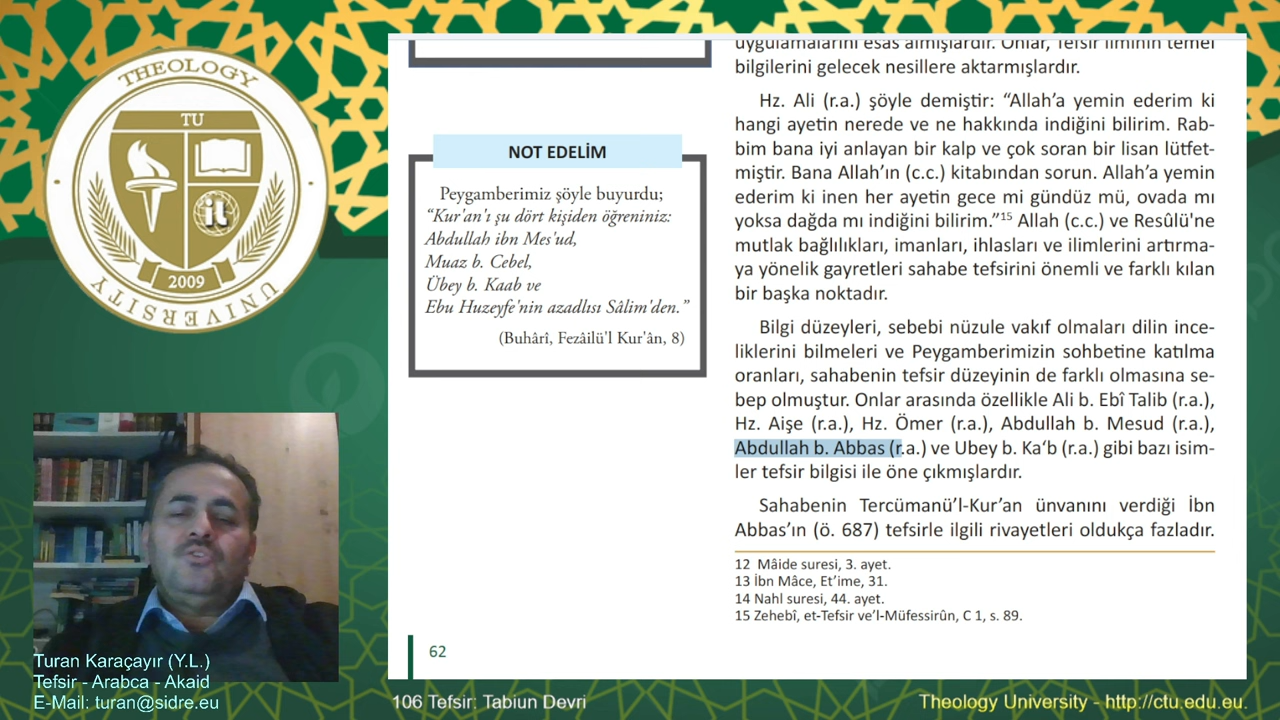 THEOLOGY
TU
2009
UNIVERSITY
uygulamalarını esas almışlardır. Onlar, Tefsir ilminin temel
bilgilerini gelecek nesillere aktarmışlardır.
NOT EDELİM
Peygamberimiz şöyle buyurdu;
“Kur'an'ı şu dört kişiden öğreniniz:
Abdullah ibn Mes'ud,
Muaz b. Cebel,
Übey b. Kaab ve
Ebu Huzeyfe'nin azadlısı Sâlim'den.”
(Buhârî, Fezâilü'l Kur'ân, 8)
Hz. Ali (r.a.) şöyle demiştir: “Allah’a yemin ederim ki
hangi ayetin nerede ve ne hakkında indiğini bilirim. Rab-
bim bana iyi anlayan bir kalp ve çok soran bir lisan lütfet-
miştir. Bana Allah’ın (c.c.) kitabından sorun. Allah’a yemin
ederim ki inen her ayetin gece mi gündüz mü, ovada mı
yoksa dağda mı indiğini bilirim.”15 Allah (c.c.) ve Resûlü'ne
mutlak bağlılıkları, imanları, ihlasları ve ilimlerini artırma-
ya yönelik gayretleri sahabe tefsirini önemli ve farklı kılan
bir başka noktadır.
Bilgi düzeyleri, sebebi nüzule vakıf olmaları dilin ince-
liklerini bilmeleri ve Peygamberimizin sohbetine katılma
oranları, sahabenin tefsir düzeyinin de farklı olmasına se-
bep olmuştur. Onlar arasında özellikle Ali b. Ebî Talib (r.a.),
Hz. Aişe (r.a.), Hz. Ömer (r.a.), Abdullah b. Mesud (r.a.),
Abdullah b. Abbas (r.a.) ve Ubey b. Ka‘b (r.a.) gibi bazı isim-
ler tefsir bilgisi ile öne çıkmışlardır.
Sahabenin Tercümanü’l-Kur’an ünvanını verdiği İbn
Abbas’ın (ö. 687) tefsirle ilgili rivayetleri oldukça fazladır.
12 Mâide suresi, 3. ayet.
13 İbn Mâce, Et’ime, 31.
14 Nahl suresi, 44. ayet.
15 Zehebî, et-Tefsir ve’l-Müfessirûn, C 1, s. 89.
62
Turan Karaçayır (Y.L.)
Tefsir - Arabca - Akaid
E-Mail: turan@sidre.eu
106 Tefsir: Tabiun Devri
Theology University - http://ctu.edu.eu.